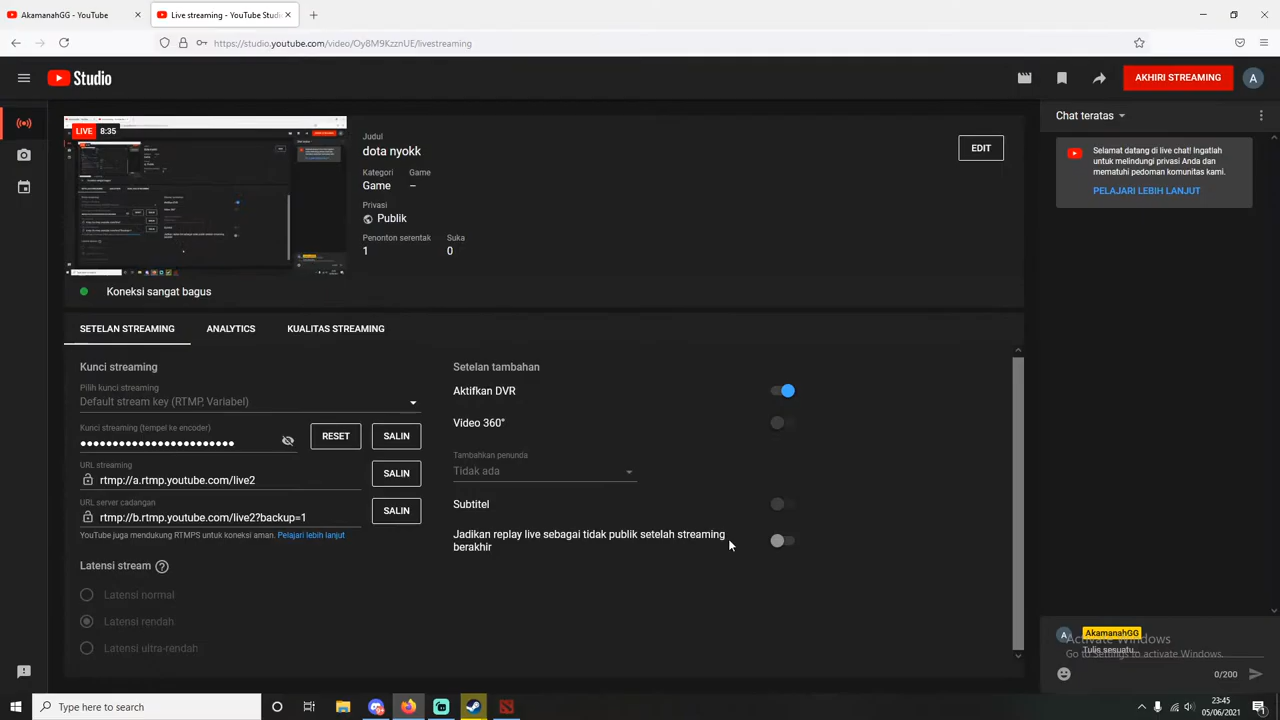 AkamanahGG - YouTube
Live streaming - YouTube Studi
https://studio.youtube.com/video/Oy8M9KzznUE/livestreaming
Studio
AKHIRI STREAMING
A
LIVE 8:35
Judul
dota nyokk
EDIT
Kategori Game
Game –
Privasi
Publik
Penonton serentak Suka
1 0
Koneksi sangat bagus
Chat teratas
Selamat datang di live chat! Ingatlah
untuk melindungi privasi Anda dan
mematuhi pedoman komunitas kami.
PELAJARI LEBIH LANJUT
SETELAN STREAMING ANALYTICS KUALITAS STREAMING
Kunci streaming
Pilih kunci streaming
Default stream key (RTMP, Variabel)
Kunci streaming (tempel ke encoder)
RESET SALIN
URL streaming
rtmp://a.rtmp.youtube.com/live2
SALIN
URL server cadangan
rtmp://b.rtmp.youtube.com/live2?backup=1
SALIN
YouTube juga mendukung RTMPS untuk koneksi aman. Pelajari lebih lanjut
Latensi stream
Latensi normal
Latensi rendah
Latensi ultra-rendah
Setelan tambahan
Aktifkan DVR
Video 360°
Tambahkan penunda
Tidak ada
Subtitel
Jadikan replay live sebagai tidak publik setelah streaming
berakhir
A AkamanahGG
Tulis sesuatu...
Activate Windows
Go to Settings to activate Windows.
0/200
Type here to search
23:45
05/06/2021